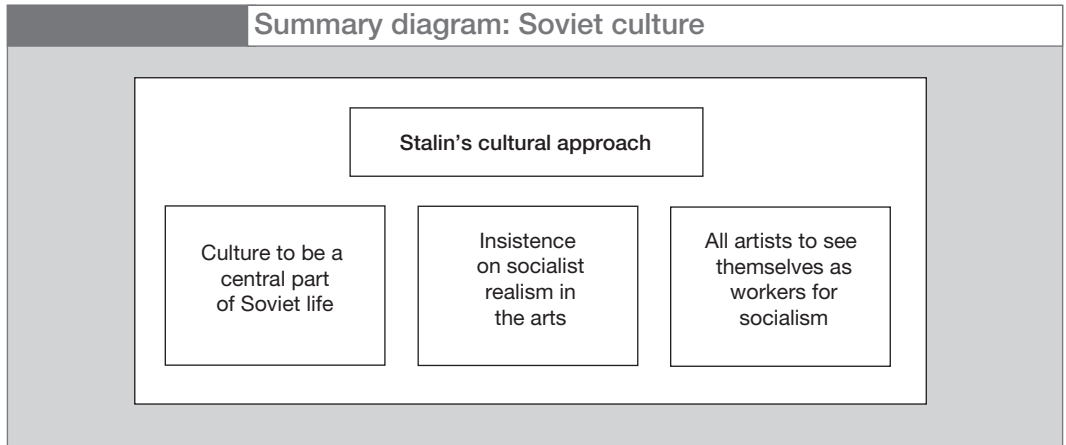 Summary diagram: Soviet culture
Stalin's cultural approach
Culture to be a
central part
of Soviet life
Insistence
on socialist
realism in
the arts
All artists to see
themselves as
workers for
socialism